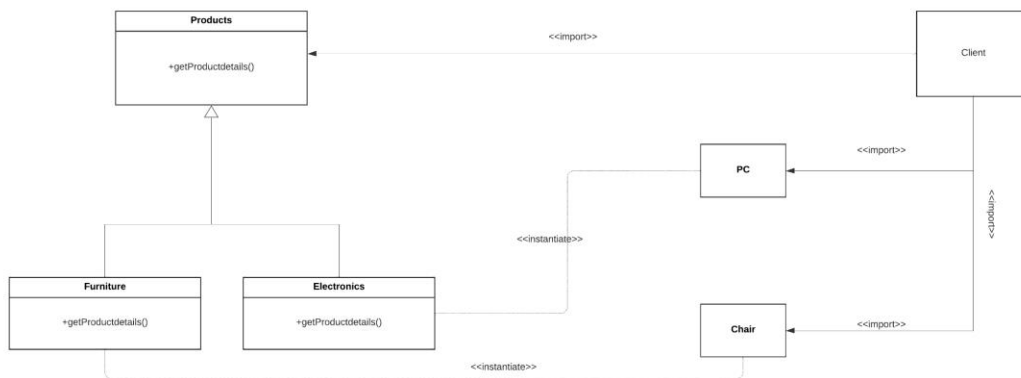 Products
+getProductdetails()
<<import>>
Client
<<import>>
PC
<<import>>
<<instantiate>>
Furniture
+getProductdetails()
Electronics
+getProductdetails()
Chair
<<import>>
<<instantiate>>